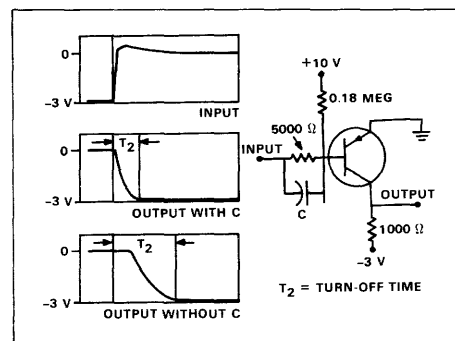 0
-3 V
INPUT
0
T2
-3 V
OUTPUT WITH C
0
T2
-3 V
OUTPUT WITHOUT C
+10 V
0.18 MEG
5000 Ω
INPUT
C
OUTPUT
1000 Ω
-3 V
T2 = TURN-OFF TIME